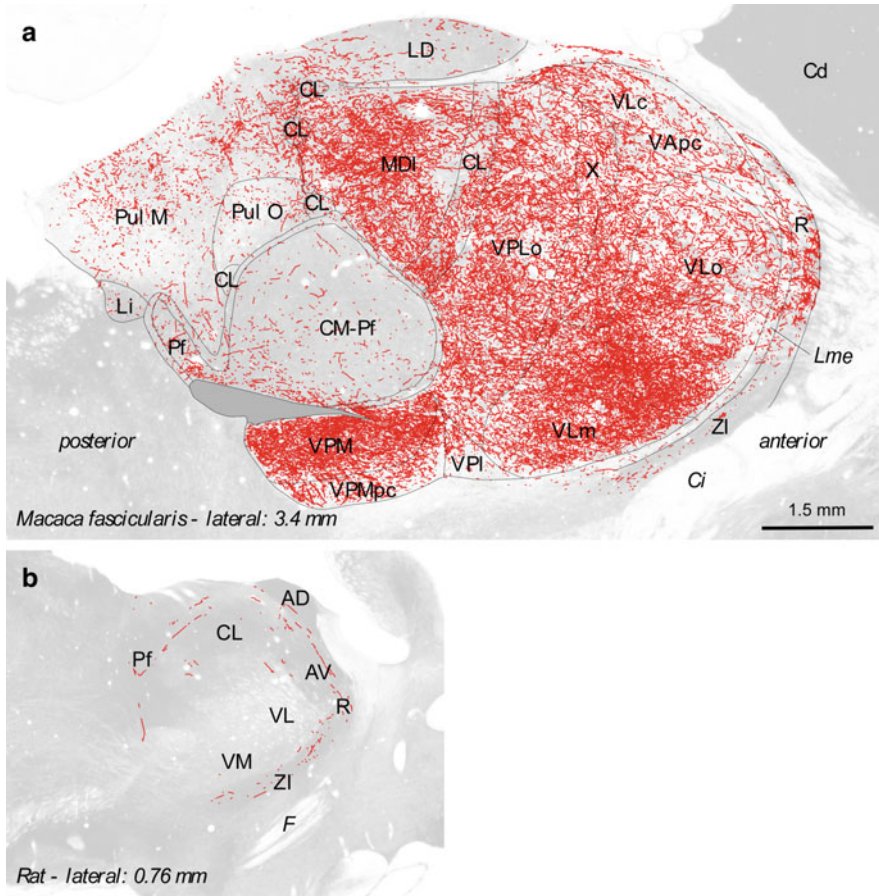 a
LD
Cd
CL
VLc
CL
VApc
MDl
CL
X
Pul M
Pul O
CL
R
VPLo
VLo
CL
Li
CM-Pf
Pf
Lme
ZI
posterior
VPM
VLm
anterior
VPI
VPMpc
Ci
Macaca fascicularis - lateral: 3.4 mm
1.5 mm
b
AD
CL
Pf
AV
R
VL
VM
ZI
F
Rat - lateral: 0.76 mm